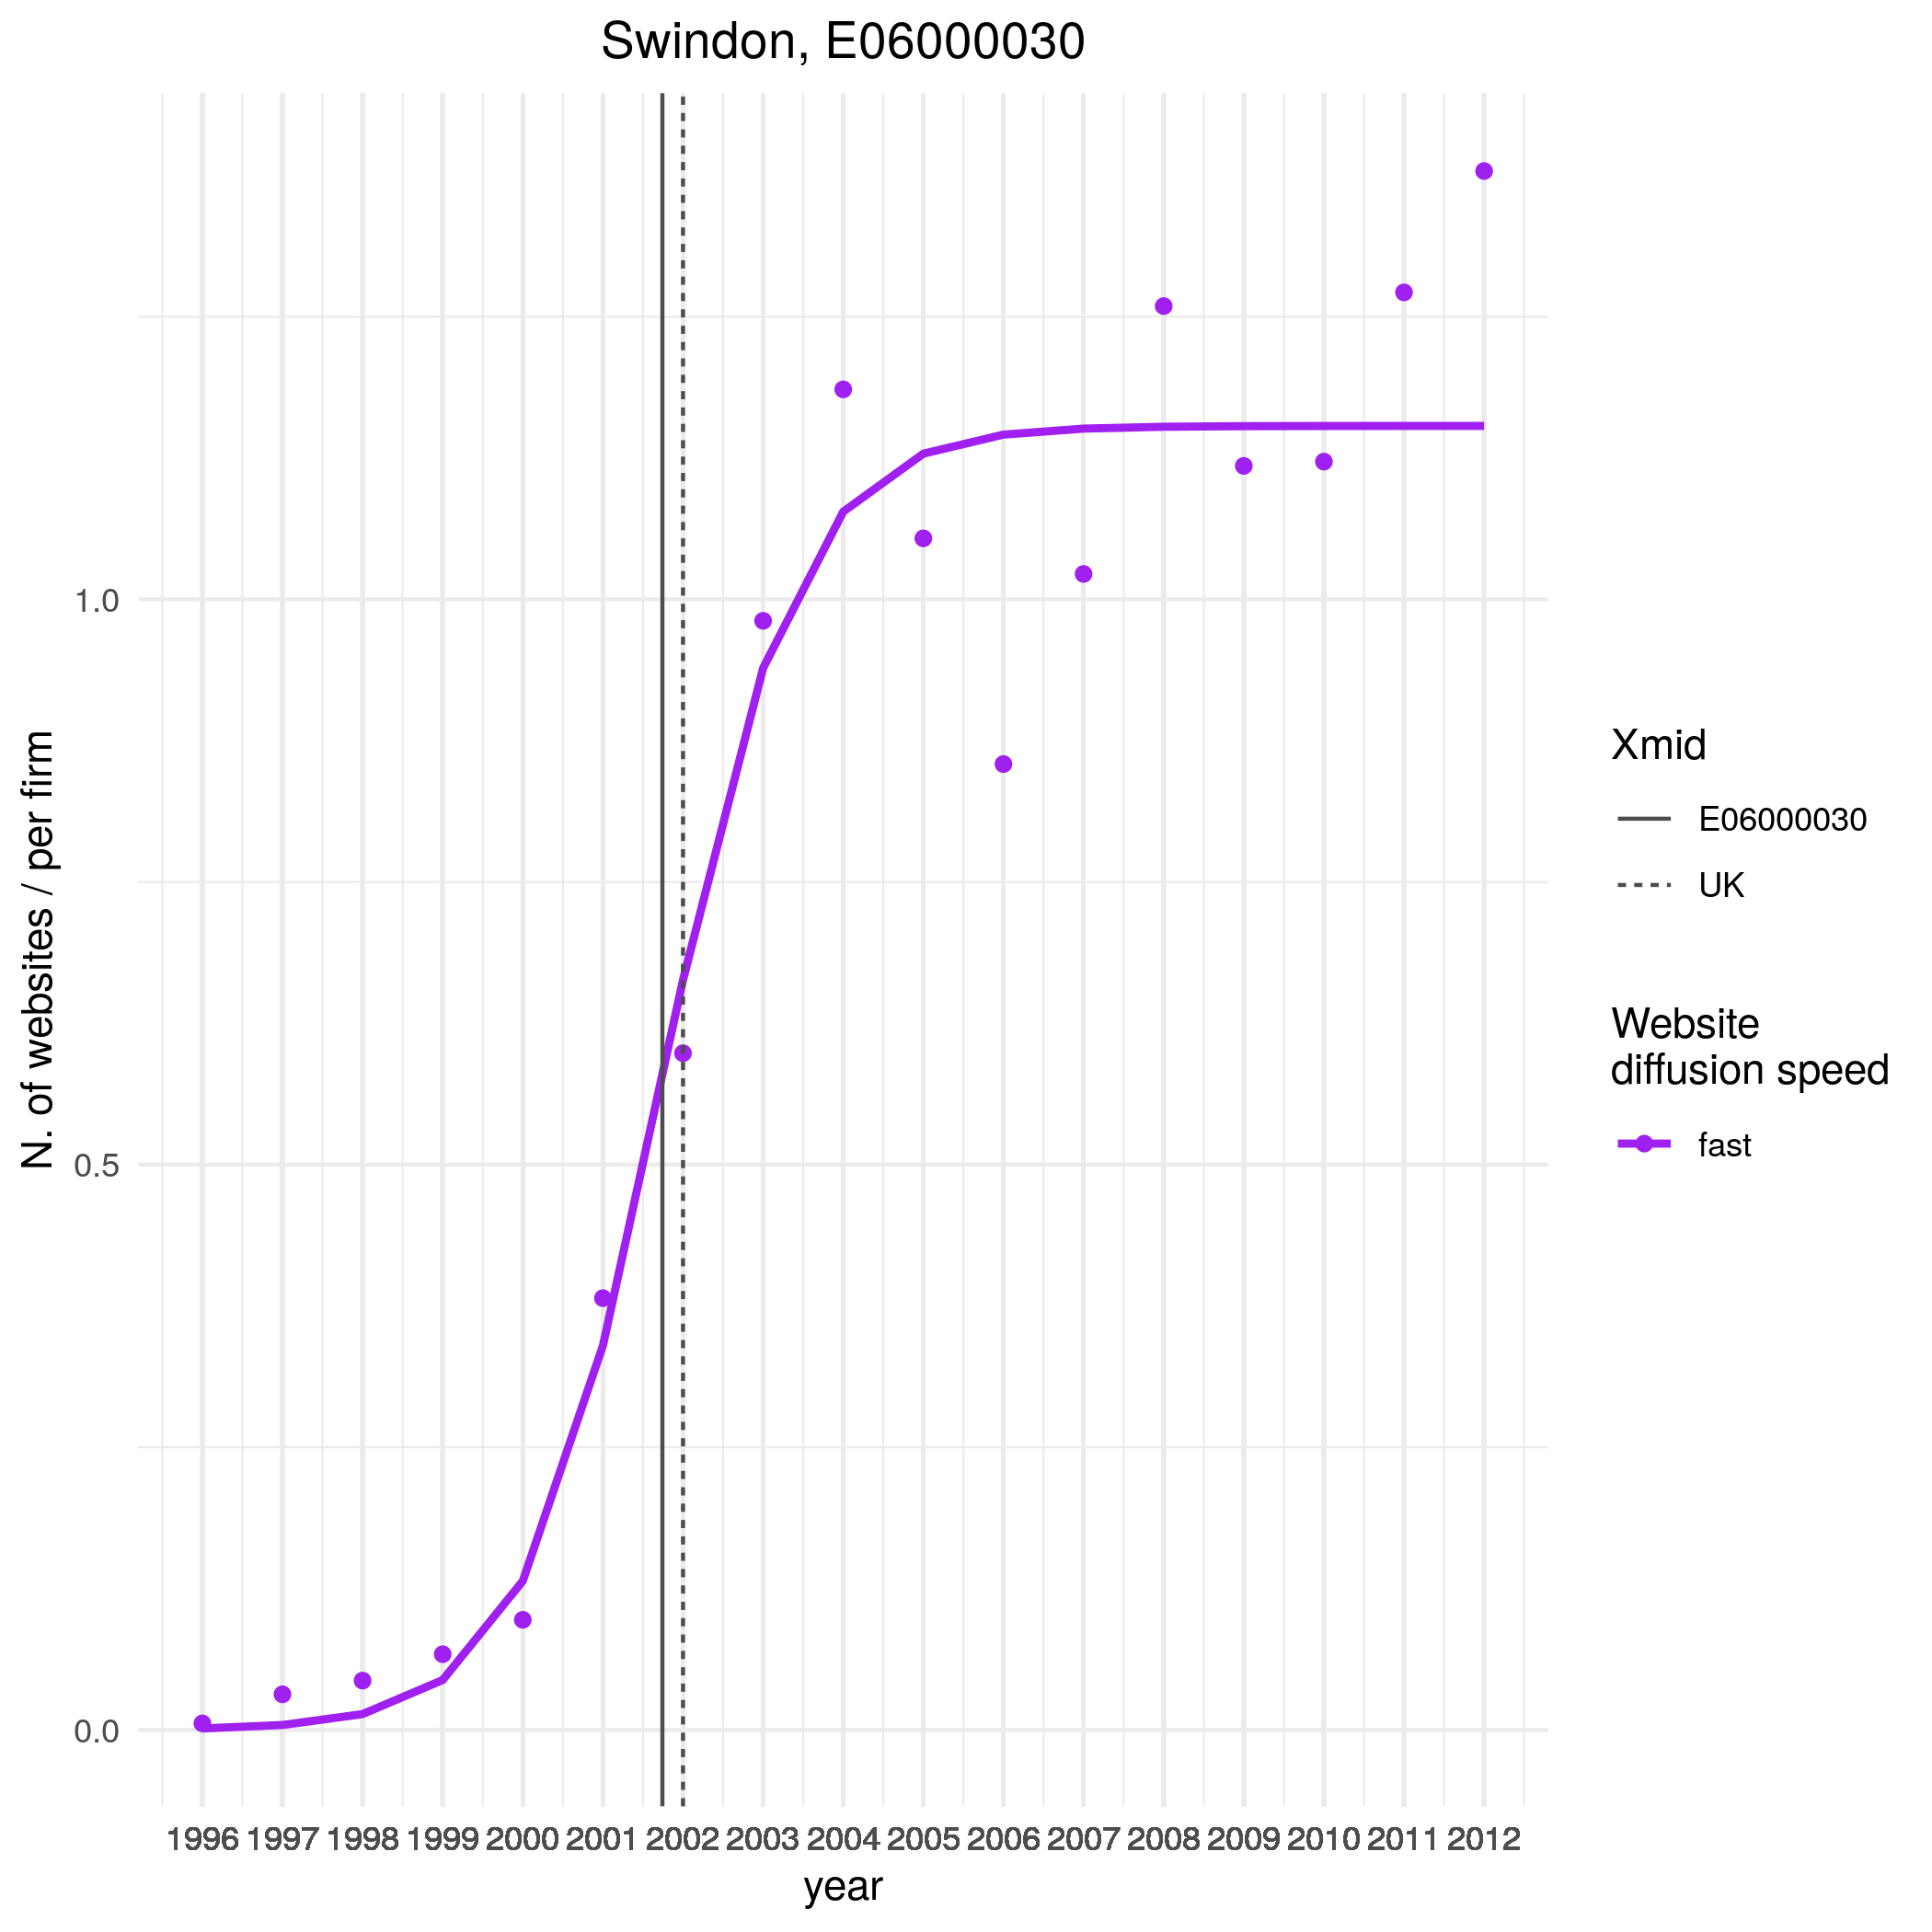 Swindon, E06000030
N. of websites / per firm
1.0
0.5
0.0
1996 1997 1998 1999 2000 2001 2002 2003 2004 2005 2006 2007 2008 2009 2010 2011 2012
year
Xmid
E06000030
UK
Website
diffusion speed
fast